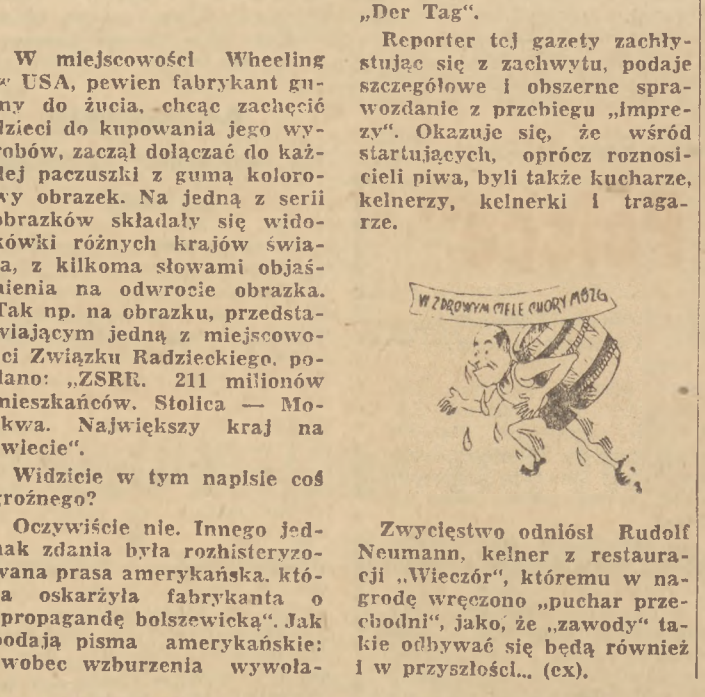 W miejscowości Wheeling
w USA, pewien fabrykant gu-
my do żucia, chcąc zachęcić
dzieci do kupowania jego wy-
robów, zaczął dołączać do każ-
dej paczuszki z gumą koloro-
wy obrazek. Na jedną z serii
obrazków składały się wido-
kówki różnych krajów świa-
a, z kilkoma słowami objaś-
nienia na odwrocie obrazka.
Tak np. na obrazku, przedsta-
wiającym jedną z miejscowo-
ci Związku Radzieckiego, po-
dano: „ZSRR. 211 milionów
mieszkańców. Stolica — Mo-
kwa. Największy kraj na
wiecie“.
Widzicie w tym napisie coś
groźnego?
Oczywiście nie. Innego jed-
nak zdania była rozhisteryzo-
wana prasa amerykańska, któ-
a oskarżyła fabrykanta o
propagandę bolszewicką“. Jak
podają pisma amerykańskie:
wobec wzburzenia wywoła-
„Der Tag“.
Reporter tej gazety zachły-
stując się z zachwytu, podaje
szczegółowe i obszerne spra-
wozdanie z przebiegu „impre-
zy“. Okazuje się, że wśród
startujących, oprócz roznosi-
cieli piwa, byli także kucharze,
kelnerzy, kelnerki i traga-
rze.
W ZDROWYM CIELE CHORY MÓZG
Zwycięstwo odniósł Rudolf
Neumann, kelner z restaura-
cji „Wieczór“, któremu w na-
grodę wręczono „puchar prze-
chodni“, jako, że „zawody“ ta-
kie odbywać się będą również
i w przyszłości... (ex).